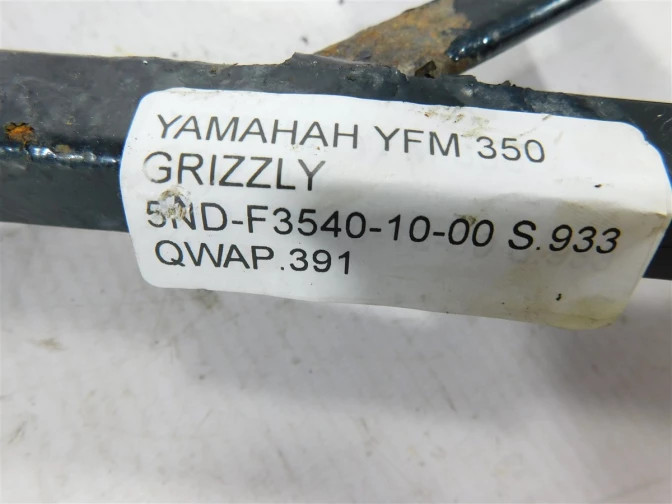 YAMAHAH YFM 350
GRIZZLY
5ND-F3540-10-00 S.933
QWAP.391